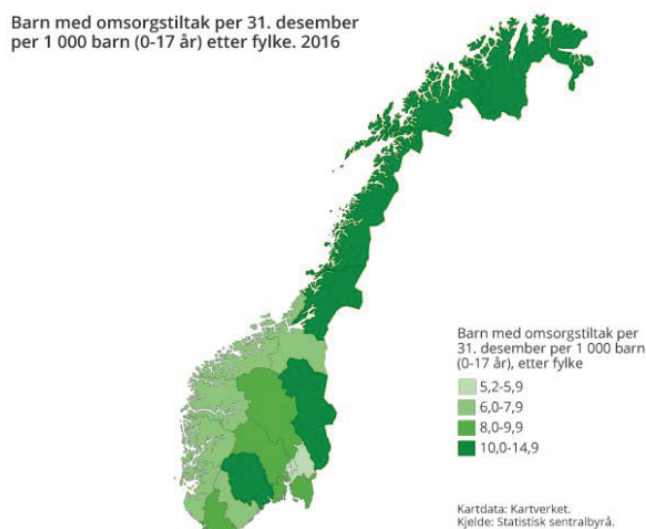 Barn med omsorgstiltak per 31. desember
per 1 000 barn (0-17 år) etter fylke. 2016
Barn med omsorgstiltak per
31. desember per 1 000 barn
(0-17 år), etter fylke
5,2-5,9
6,0-7,9
8,0-9,9
10,0-14,9
Kartdata: Kartverket.
Kjelde: Statistisk sentralbyrå.